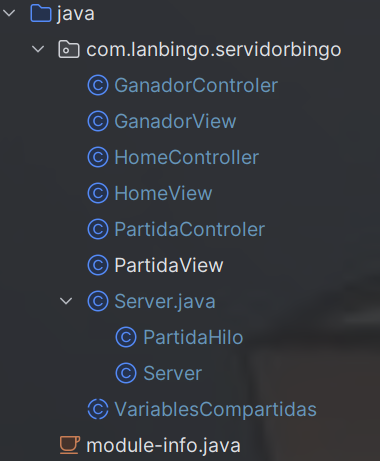 java
com.lanbingo.servidorbingo
GanadorControler
GanadorView
HomeController
HomeView
PartidaControler
PartidaView
Server.java
PartidaHilo
Server
VariablesCompartidas
module-info.java